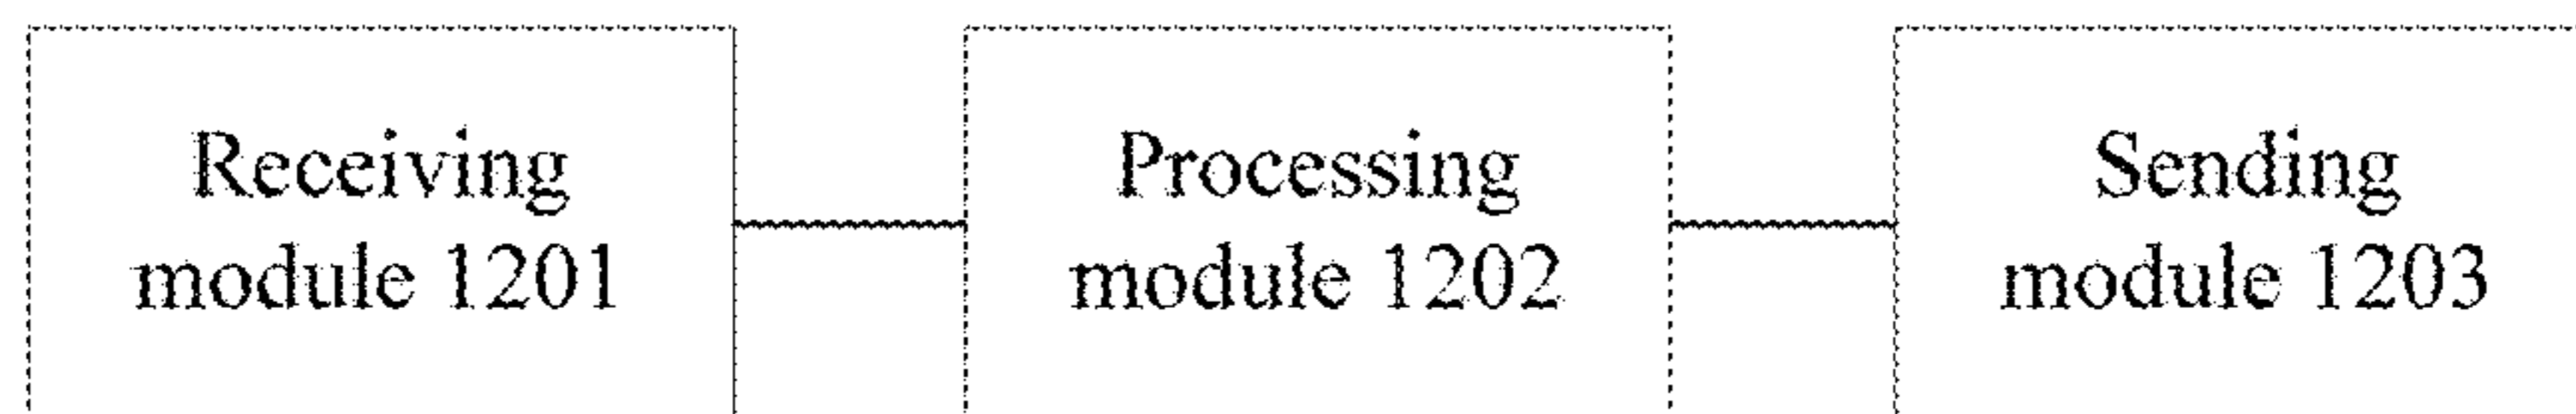 Receiving
module 1201
Processing
module 1202
Sending
module 1203